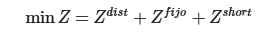 min Z = Z^{dist} + Z^{fijo} + Z^{short}